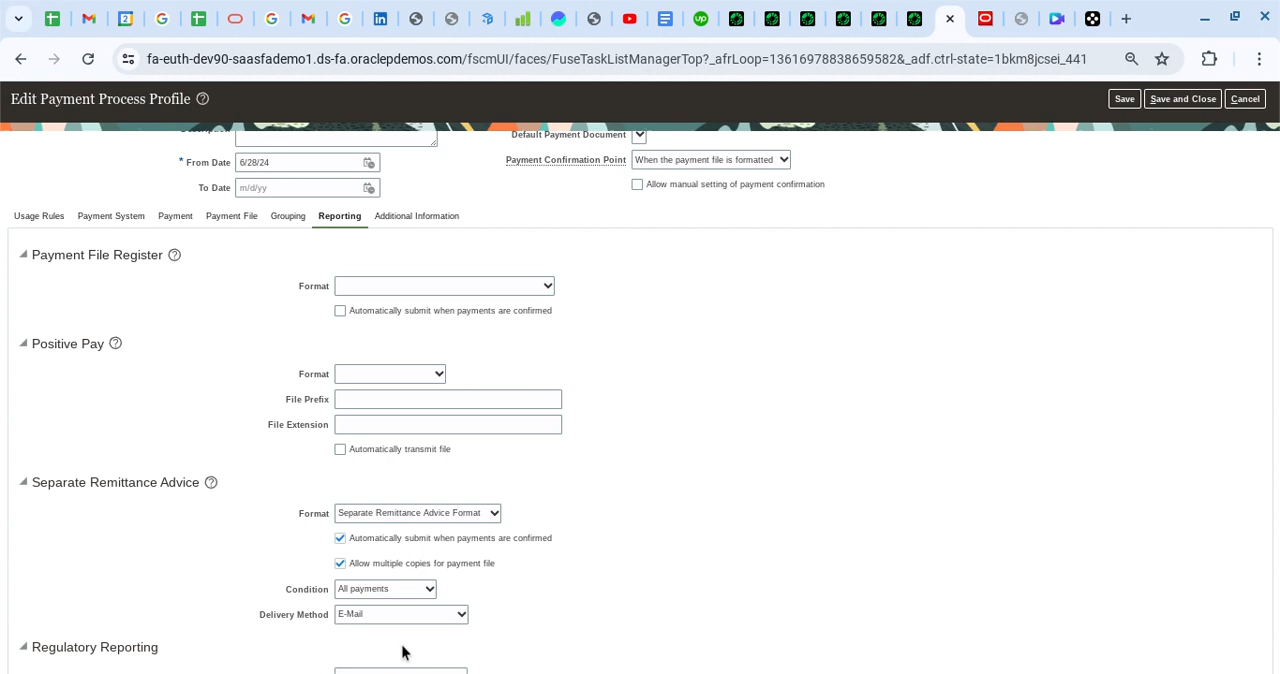 fa-euth-dev90-saasfademo1.ds-fa.oraclepdemos.com/fscmUI/faces/FuseTaskListManagerTop?_afrLoop=13616978838659582&_adf.ctrl-state=1bkm8jcsei_441
Edit Payment Process Profile
Save
Save and Close
Cancel
Default Payment Document
* From Date 6/28/24
Payment Confirmation Point When the payment file is formatted
To Date m/d/yy
Allow manual setting of payment confirmation
Usage Rules Payment System Payment Payment File Grouping Reporting Additional Information
Payment File Register
Format
Automatically submit when payments are confirmed
Positive Pay
Format
File Prefix
File Extension
Automatically transmit file
Separate Remittance Advice
Format Separate Remittance Advice Format
Automatically submit when payments are confirmed
Allow multiple copies for payment file
Condition All payments
Delivery Method E-Mail
Regulatory Reporting